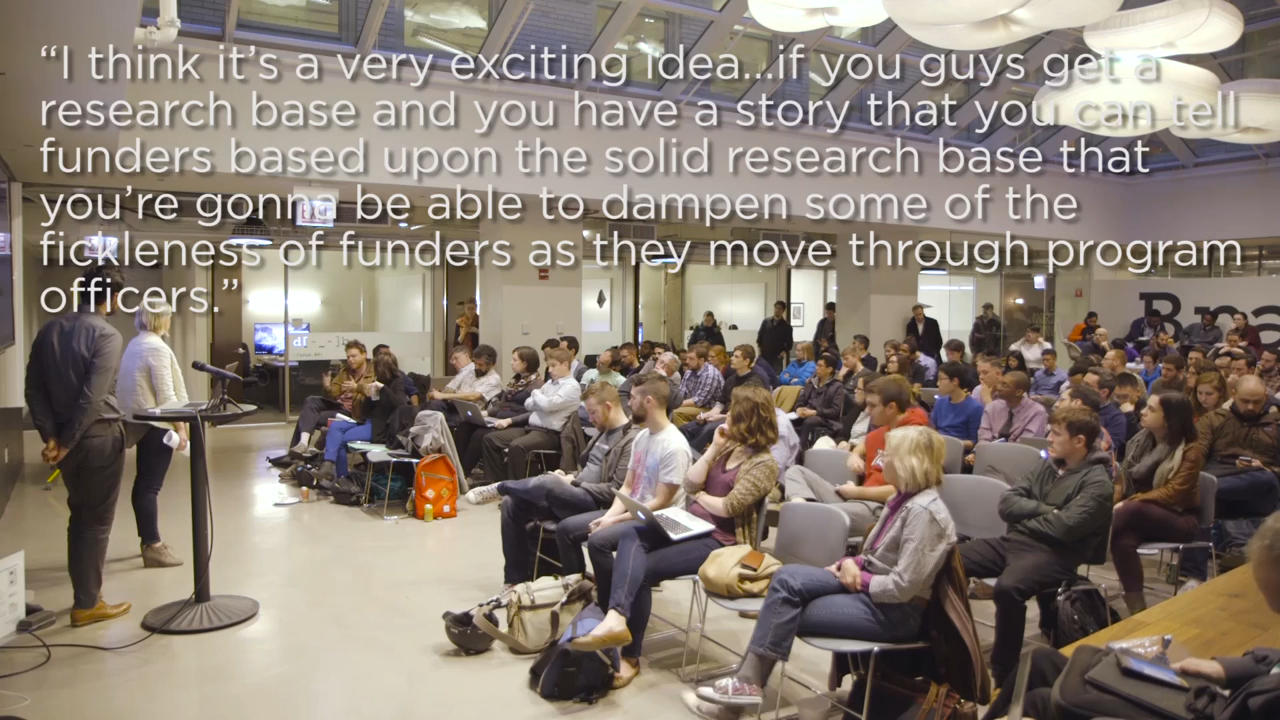 “I think it’s a very exciting idea...if you guys get a
research base and you have a story that you can tell
funders based upon the solid research base that
you’re gonna be able to dampen some of the
fickleness of funders as they move through program
officers.”
EXIT